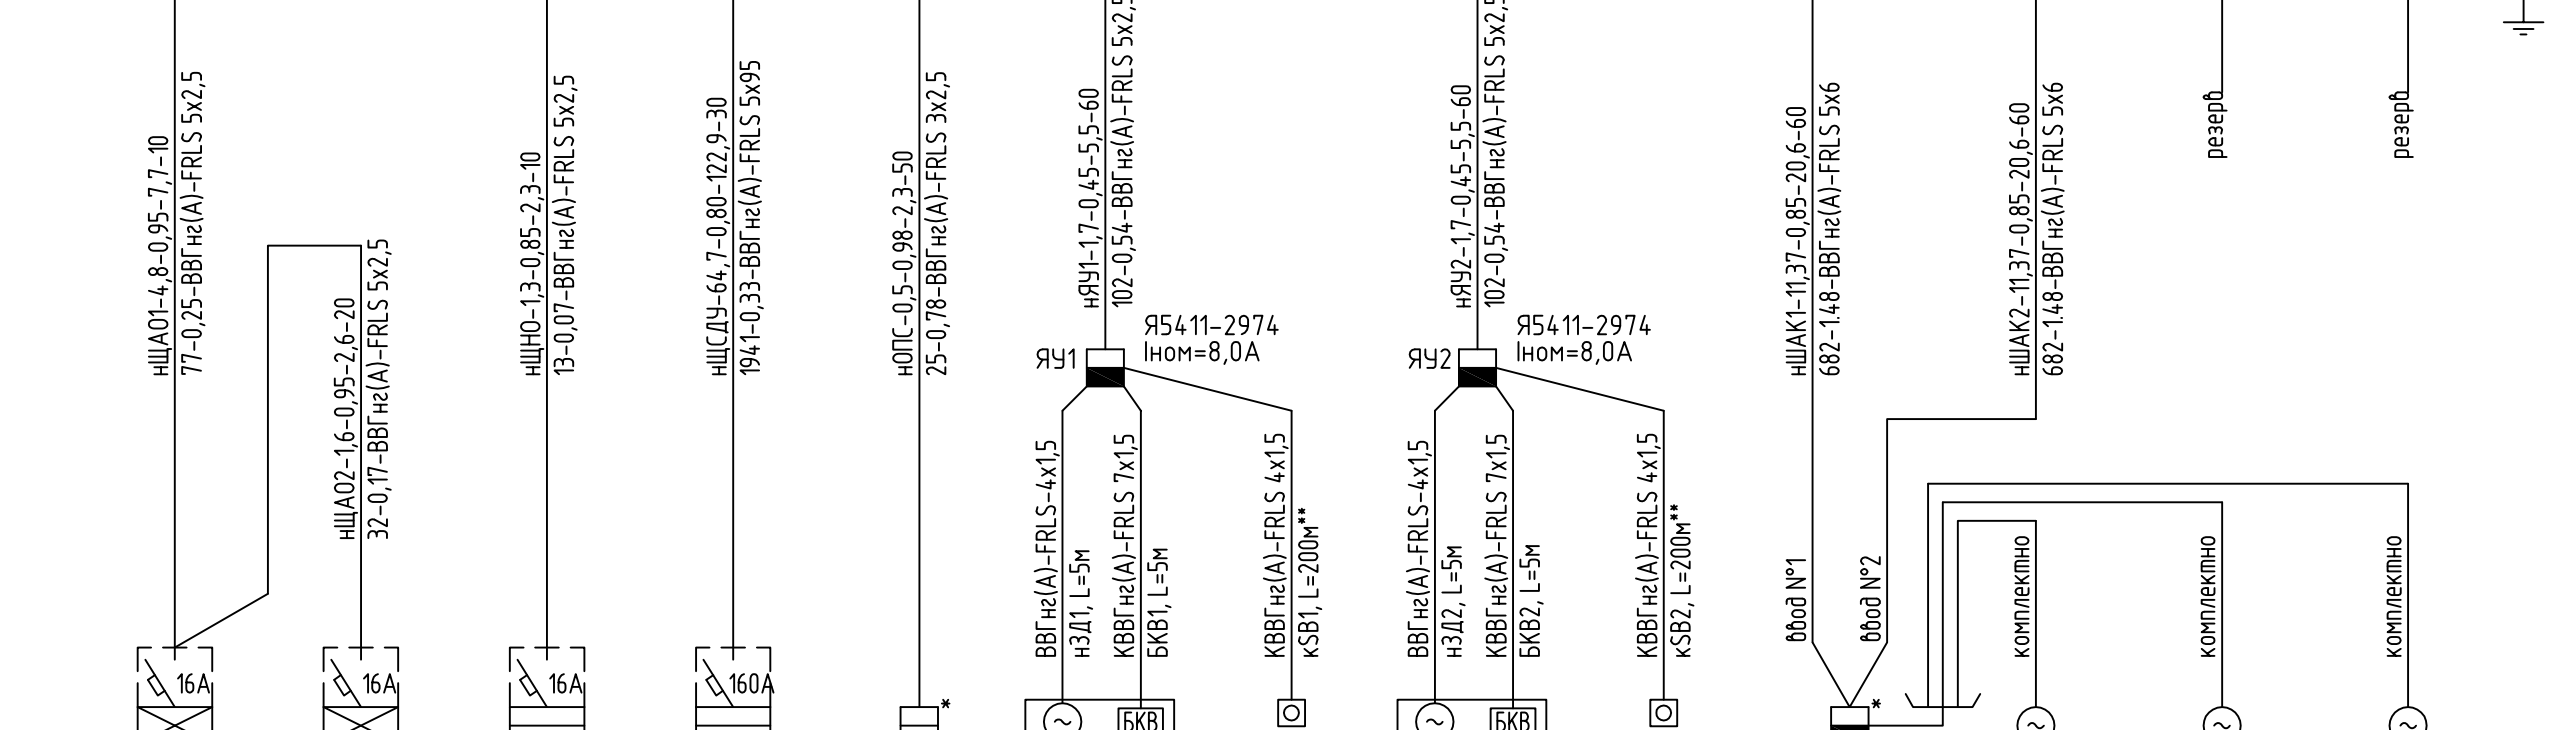 нЩАО1-4,8-0,95-7,7-10
77-0,25-ВВГнг(А)-FRLS 5х2,5
нЩАО2-1,6-0,95-2,6-20
32-0,17-ВВГнг(А)-FRLS 5х2,5
16А
16А
нЩНО-1,3-0,85-2,3-10
13-0,07-ВВГнг(А)-FRLS 5х2,5
16А
нЩСДУ-64,7-0,80-122,9-30
1941-0,33-ВВГнг(А)-FRLS 5х95
160А
нОПС-0,5-0,98-2,3-50
25-0,78-ВВГнг(А)-FRLS 3х2,5
*
нЯУ1-1,7-0,45-5,5-60
102-0,54-ВВГнг(А)-FRLS 5х2,5
ЯУ1
Я5411-2974
Iном=8,0А
ВВГнг(А)-FRLS-4х1,5
нЗД1, L=5м
КВВГнг(А)-FRLS 7х1,5
БКВ1, L=5м
КВВГнг(А)-FRLS 4х1,5
кSB1, L=200м**
~
БКВ
нЯУ2-1,7-0,45-5,5-60
102-0,54-ВВГнг(А)-FRLS 5х2,5
ЯУ2
Я5411-2974
Iном=8,0А
ВВГнг(А)-FRLS-4х1,5
нЗД2, L=5м
КВВГнг(А)-FRLS 7х1,5
БКВ2, L=5м
КВВГнг(А)-FRLS 4х1,5
кSB2, L=200м**
~
БКВ
нШАК1-11,37-0,85-20,6-60
682-1.48-ВВГнг(А)-FRLS 5х6
ввод №1
нШАК2-11,37-0,85-20,6-60
682-1.48-ВВГнг(А)-FRLS 5х6
ввод №2
*
резерв
резерв
комплектно
комплектно
комплектно
~
~
~